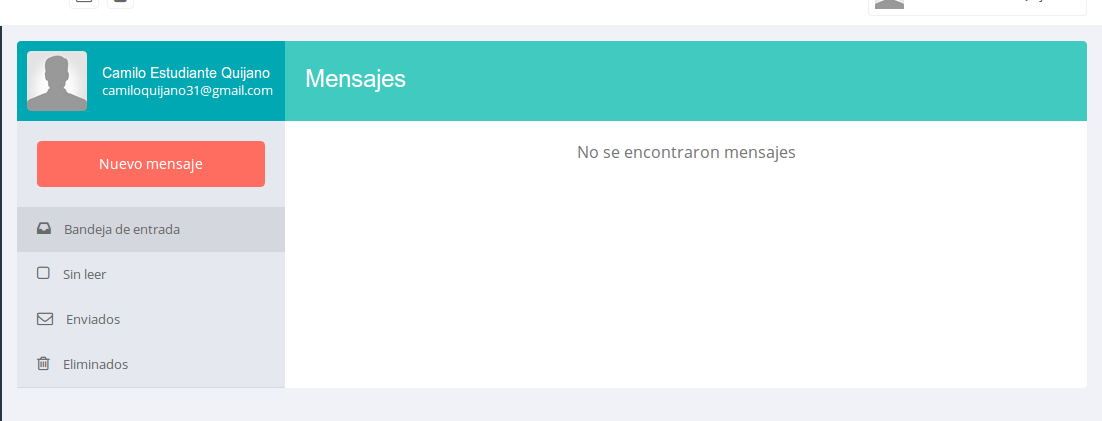 Camilo Estudiante Quijano
camiloquijano31@gmail.com
Mensajes
Nuevo mensaje
No se encontraron mensajes
Bandeja de entrada
Sin leer
Enviados
Eliminados